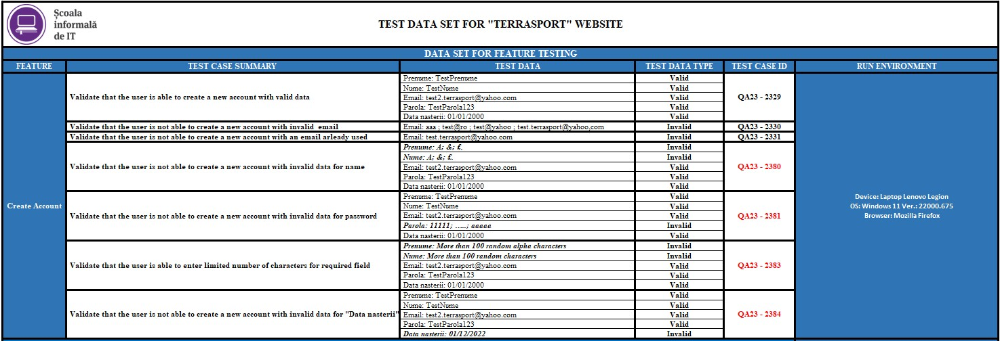 Școala
informală
de IT
TEST DATA SET FOR "TERRASPORT" WEBSITE
DATA SET FOR FEATURE TESTING
FEATURE TEST CASE SUMMARY TEST DATA TEST DATA TYPE TEST CASE ID RUN ENVIRONMENT
Create Account
Validate that the user is able to create a new account with valid data
Prenume: TestPrenume Valid
Nume: TestNume Valid
Email: test2.terrasport@yahoo.com Valid
Parola: TestParola123 Valid
Data nasterii: 01/01/2000 Valid
QA23 - 2329
Validate that the user is not able to create a new account with invalid  email Email: aaa ; test@ro ; test@yahoo ; test.terrasport@yahoo,com Invalid QA23 - 2330
Validate that the user is not able to create a new account with an email arleady used Email: test.terrasport@yahoo.com Invalid QA23 - 2331
Validate that the user is not able to create a new account with invalid data for name
Prenume: A; &; £. Invalid
Nume: A; &; £. Invalid
Email: test2.terrasport@yahoo.com Valid
Parola: TestParola123 Valid
Data nasterii: 01/01/2000 Valid
QA23 - 2380
Validate that the user is not able to create a new account with invalid data for password
Prenume: TestPrenume Valid
Nume: TestNume Valid
Email: test2.terrasport@yahoo.com Valid
Parola: 11111; .....; aaaaa Invalid
Data nasterii: 01/01/2000 Valid
QA23 - 2381
Validate that the user is able to enter limited number of characters for required field
Prenume: More than 100 random alpha characters Invalid
Nume: More than 100 random characters Invalid
Email: test2.terrasport@yahoo.com Valid
Parola: TestParola123 Valid
Data nasterii: 01/01/2000 Valid
QA23 - 2383
Validate that the user is not able to create a new account with invalid data for "Data nasterii"
Prenume: TestPrenume Valid
Nume: TestNume Valid
Email: test2.terrasport@yahoo.com Valid
Parola: TestParola123 Valid
Data nasterii: 01/12/2022 Invalid
QA23 - 2384
Device: Laptop Lenovo Legion
OS: Windows 11 Ver.: 22000.675
Browser: Mozilla Firefox